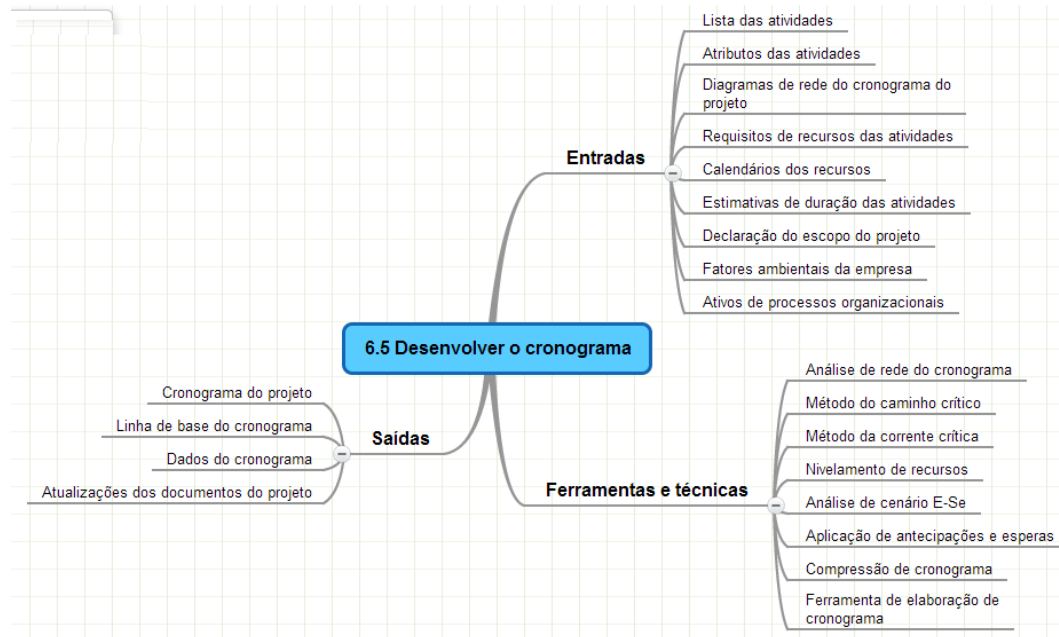 Lista das atividades
Atributos das atividades
Diagramas de rede do cronograma do
projeto
Requisitos de recursos das atividades
Entradas
Calendários dos recursos
Estimativas de duração das atividades
Declaração do escopo do projeto
Fatores ambientais da empresa
Ativos de processos organizacionais
6.5 Desenvolver o cronograma
Cronograma do projeto
Linha de base do cronograma
Saídas
Dados do cronograma
Atualizações dos documentos do projeto
Análise de rede do cronograma
Método do caminho crítico
Método da corrente crítica
Nivelamento de recursos
Ferramentas e técnicas
Análise de cenário E-Se
Aplicação de antecipações e esperas
Compressão de cronograma
Ferramenta de elaboração de
cronograma